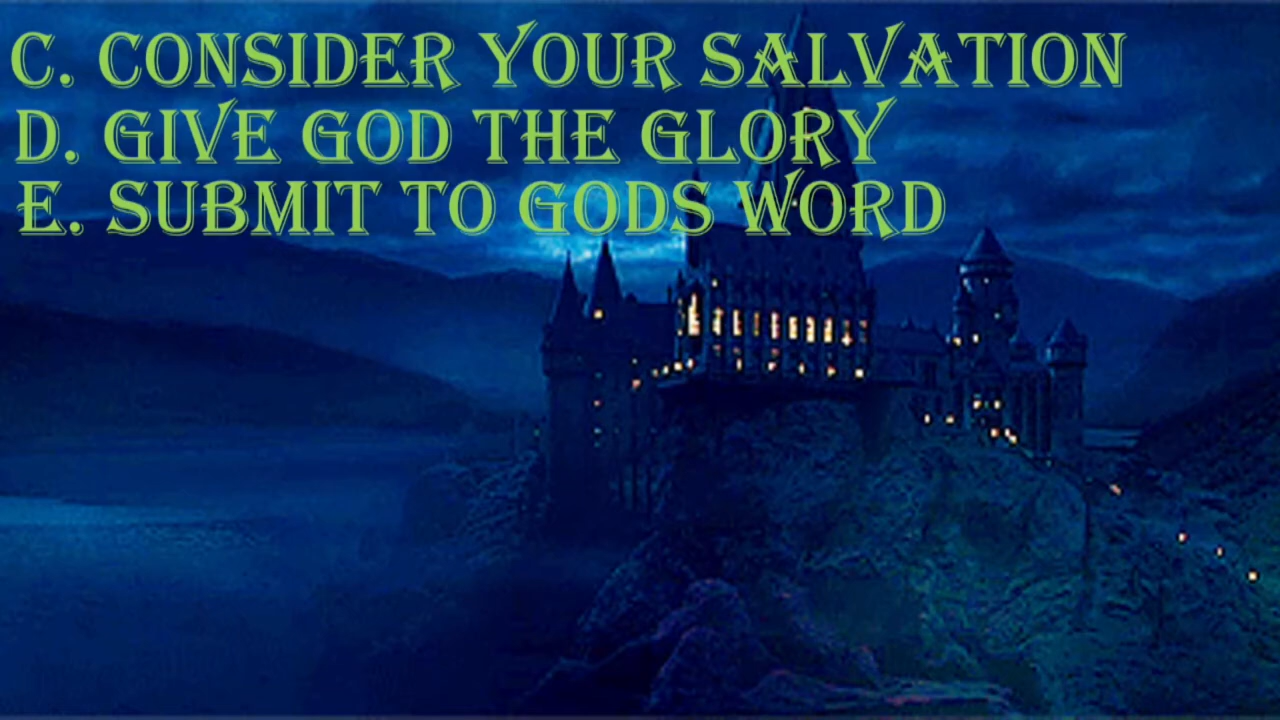 C. CONSIDER YOUR SALVATION
D. GIVE GOD THE GLORY
E. SUBMIT TO GODS WORD